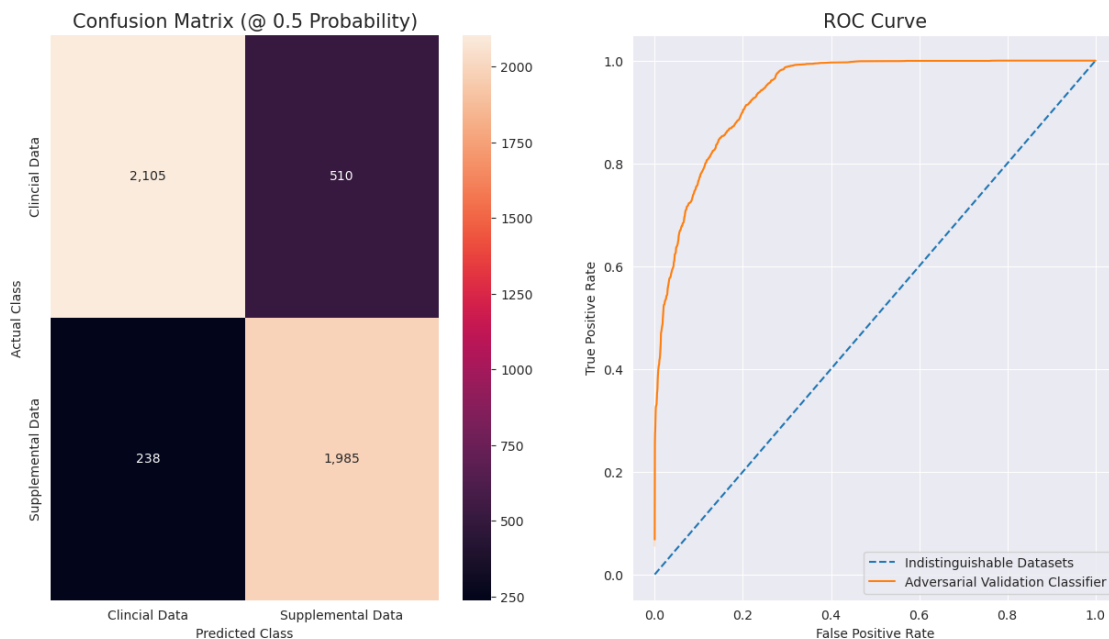 Confusion Matrix (@ 0.5 Probability)
Actual Class
Clincial Data
Supplemental Data
2,105
510
238
1,985
Clincial Data
Supplemental Data
Predicted Class
2000
1750
1500
1250
1000
750
500
250
ROC Curve
True Positive Rate
1.0
0.8
0.6
0.4
0.2
0.0
Indistinguishable Datasets
Adversarial Validation Classifier
0.0
0.2
0.4
0.6
0.8
1.0
False Positive Rate